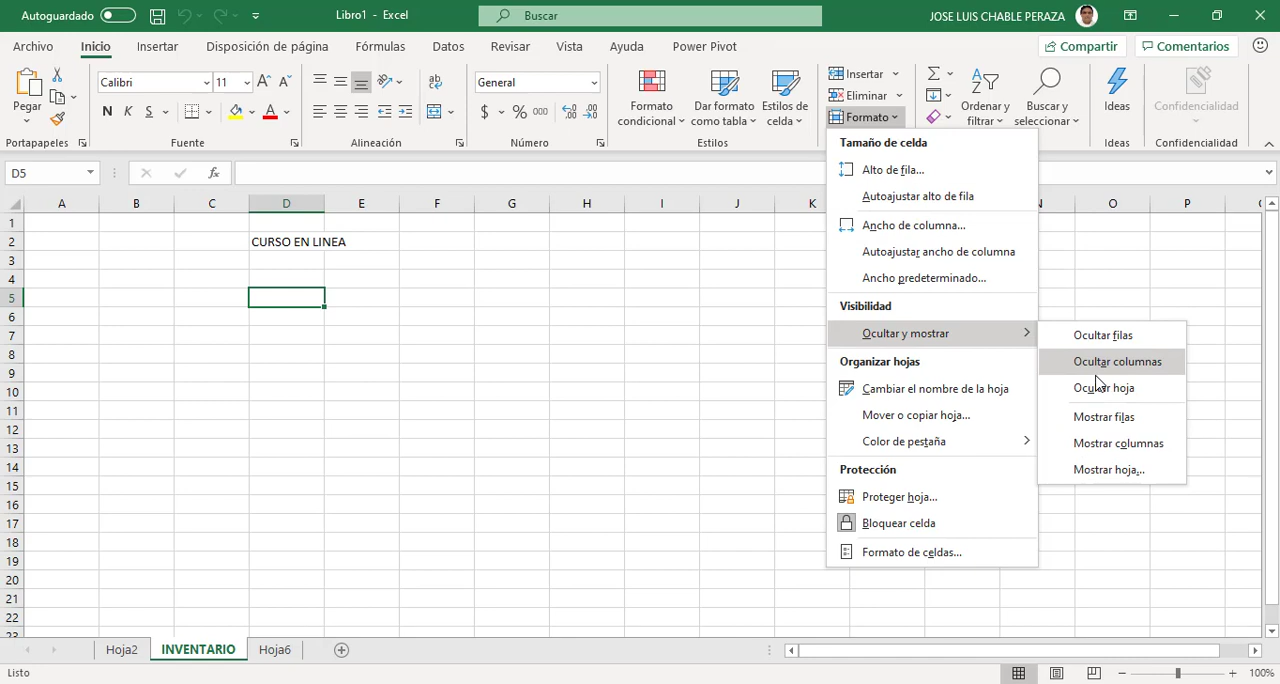 Autoguardado
Libro1 - Excel
Buscar
JOSE LUIS CHABLE PERAZA
Archivo Inicio Insertar Disposición de página Fórmulas Datos Revisar Vista Ayuda Power Pivot Compartir Comentarios
Pegar
Portapapeles
Calibri 11
N K S
Fuente
Alineación
General
$ % 000
Número
Formato condicional
Dar formato como tabla
Estilos de celda
Estilos
Insertar
Eliminar
Formato
Ordenar y filtrar
Buscar y seleccionar
Ideas
Ideas
Confidencialidad
Confidencialidad
D5
fx
A B C D E F G H I J K N O P
1
2 CURSO EN LINEA
3
4
5
6
7
8
9
10
11
12
13
14
15
16
17
18
19
20
21
22
23
Tamaño de celda
Alto de fila...
Autoajustar alto de fila
Ancho de columna...
Autoajustar ancho de columna
Ancho predeterminado...
Visibilidad
Ocultar y mostrar
Organizar hojas
Cambiar el nombre de la hoja
Mover o copiar hoja...
Color de pestaña
Protección
Proteger hoja...
Bloquear celda
Formato de celdas...
Ocultar filas
Ocultar columnas
Ocultar hoja
Mostrar filas
Mostrar columnas
Mostrar hoja...
Hoja2 INVENTARIO Hoja6
Listo
100%